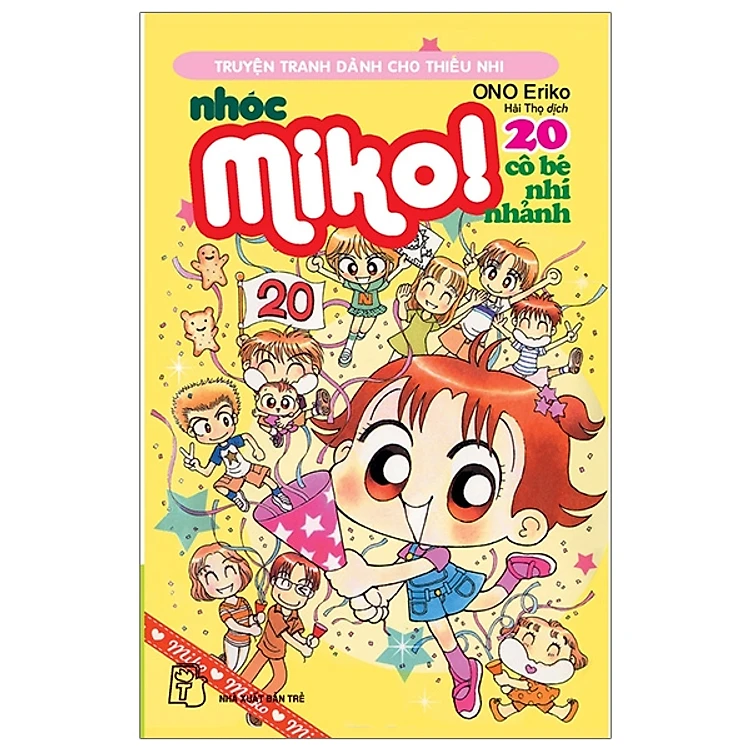 TRUYỆN TRANH DÀNH CHO THIẾU NHI
ONO Eriko
Hải Thọ dịch
nhóc
miko!
20
cô bé
nhí
nhảnh
20
N
Miko
NHÀ XUẤT BẢN TRẺ